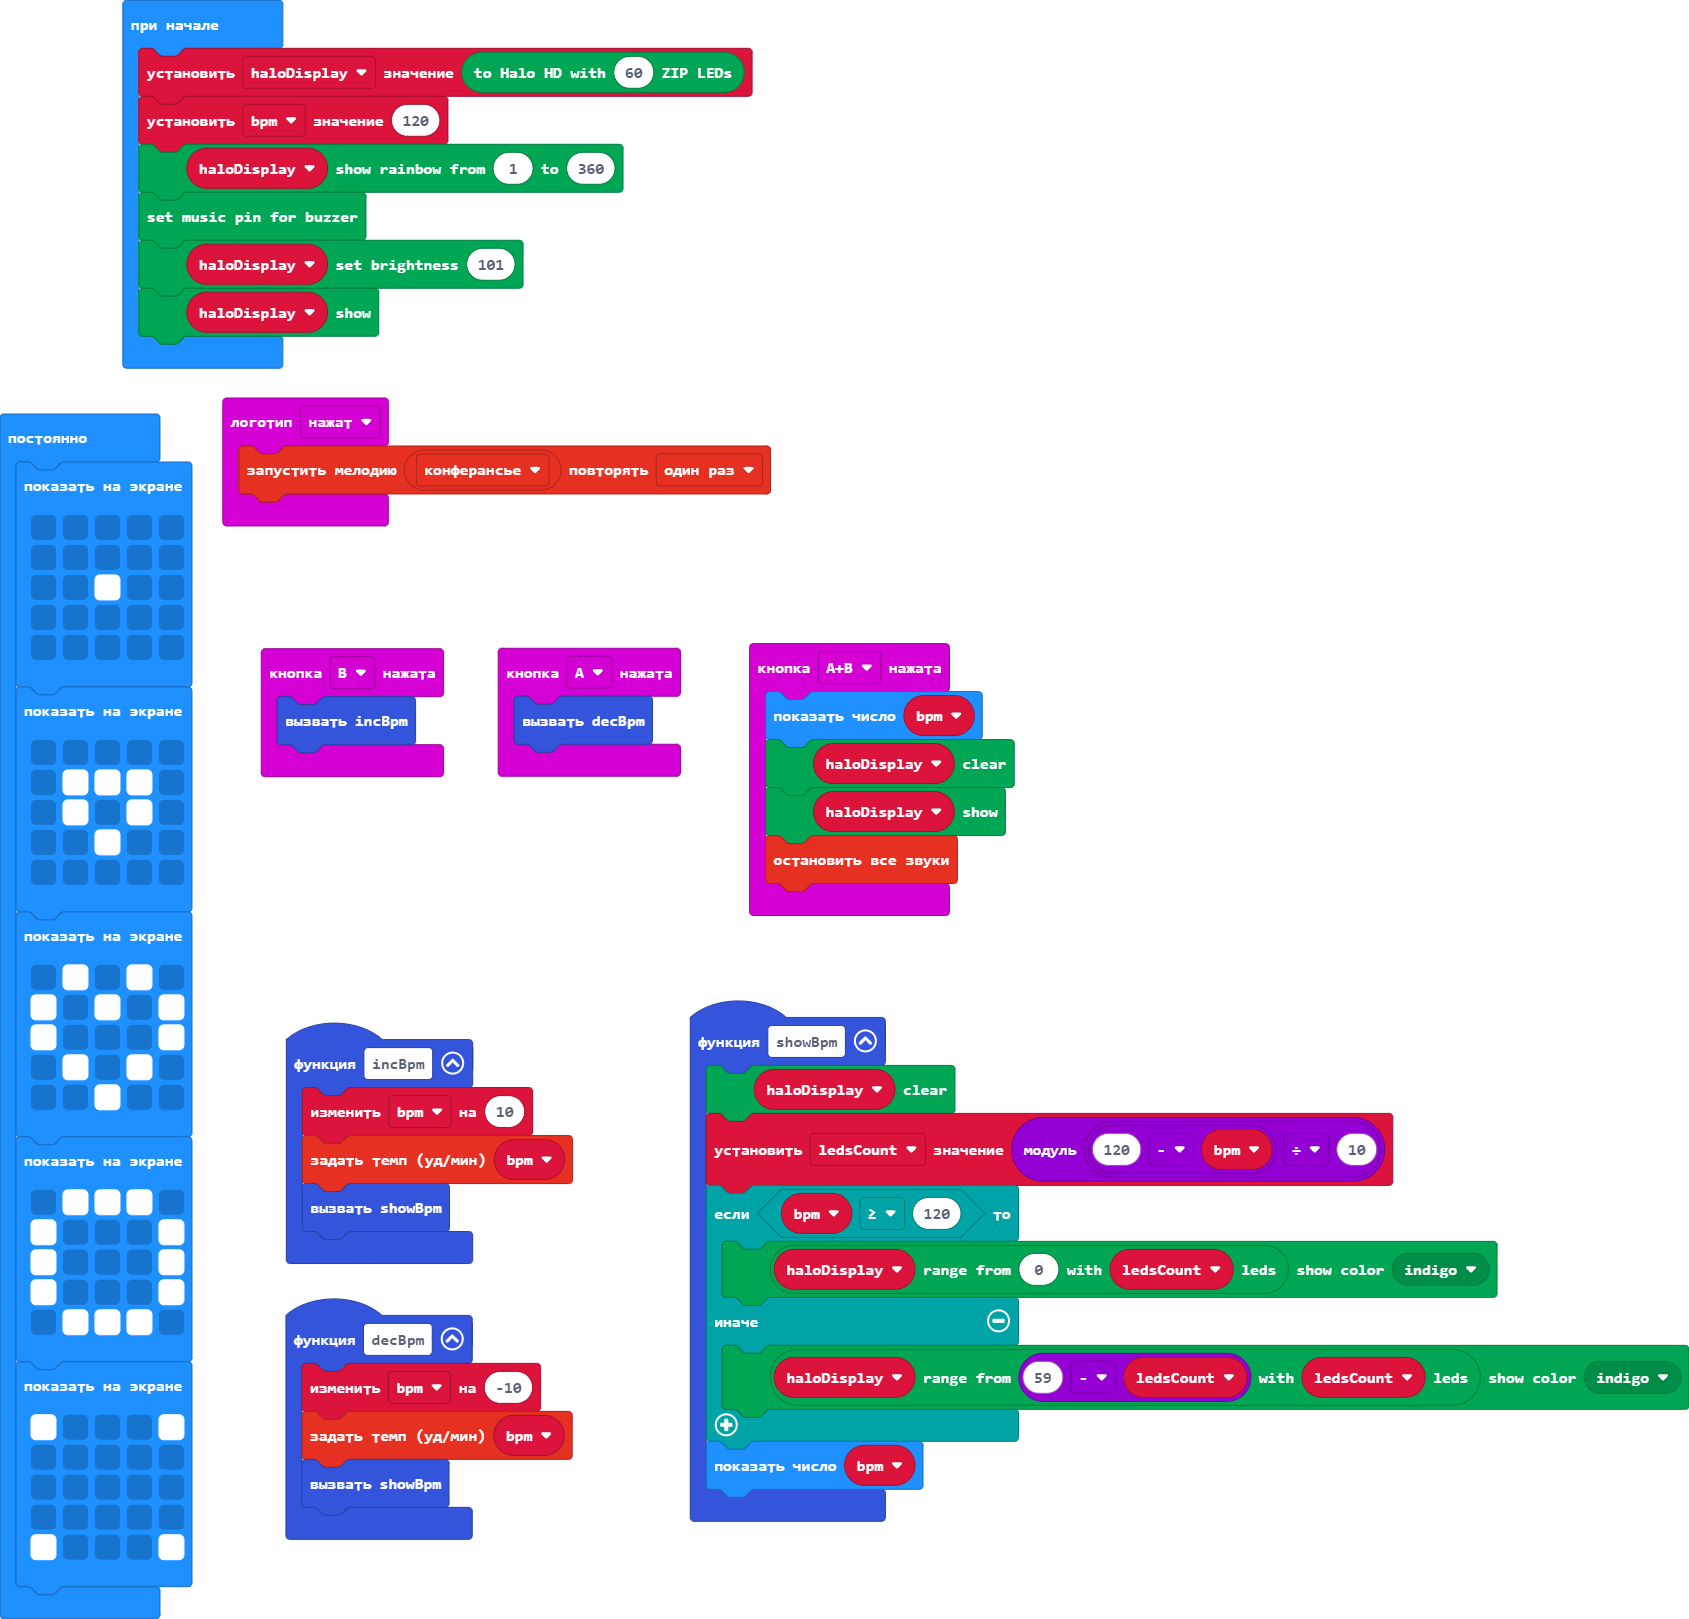 при начале
установить haloDisplay значение to Halo HD with 60 ZIP LEDs
установить bpm значение 120
haloDisplay show rainbow from 1 to 360
set music pin for buzzer
haloDisplay set brightness 101
haloDisplay show
логотип нажат
запустить мелодию конферансье повторять один раз
постоянно
показать на экране
показать на экране
показать на экране
показать на экране
показать на экране
кнопка B нажата
вызвать incBpm
кнопка A нажата
вызвать decBpm
кнопка A+B нажата
показать число bpm
haloDisplay clear
haloDisplay show
остановить все звуки
функция incBpm
изменить bpm на 10
задать темп (уд/мин) bpm
вызвать showBpm
функция decBpm
изменить bpm на -10
задать темп (уд/мин) bpm
вызвать showBpm
функция showBpm
haloDisplay clear
установить ledsCount значение модуль 120 - bpm ÷ 10
если bpm ≥ 120 то
haloDisplay range from 0 with ledsCount leds show color indigo
иначе
haloDisplay range from 59 - ledsCount with ledsCount leds show color indigo
показать число bpm